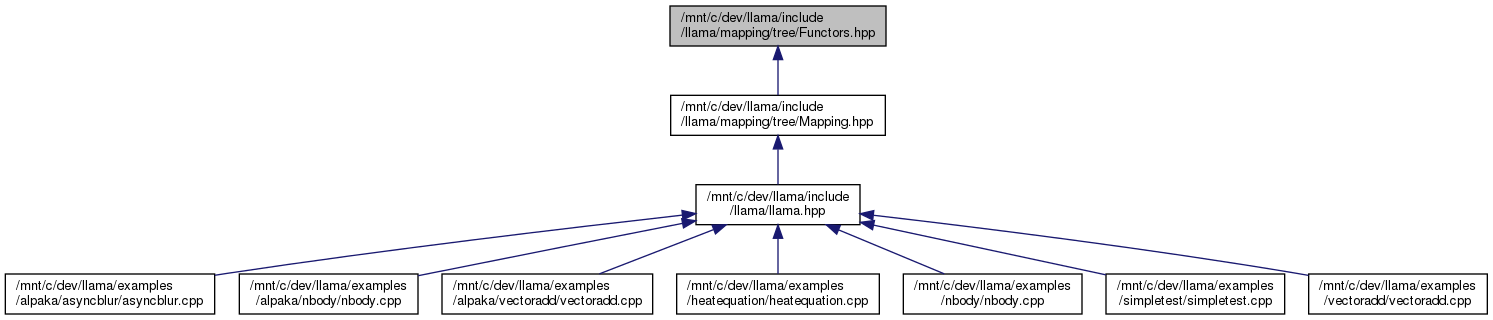 /mnt/c/dev/llama/include
/llama/mapping/tree/Functors.hpp
/mnt/c/dev/llama/include
/llama/mapping/tree/Mapping.hpp
/mnt/c/dev/llama/include
/llama/llama.hpp
/mnt/c/dev/llama/examples
/alpaka/asyncblur/asyncblur.cpp
/mnt/c/dev/llama/examples
/alpaka/nbody/nbody.cpp
/mnt/c/dev/llama/examples
/alpaka/vectoradd/vectoradd.cpp
/mnt/c/dev/llama/examples
/heatequation/heatequation.cpp
/mnt/c/dev/llama/examples
/nbody/nbody.cpp
/mnt/c/dev/llama/examples
/simpletest/simpletest.cpp
/mnt/c/dev/llama/examples
/vectoradd/vectoradd.cpp